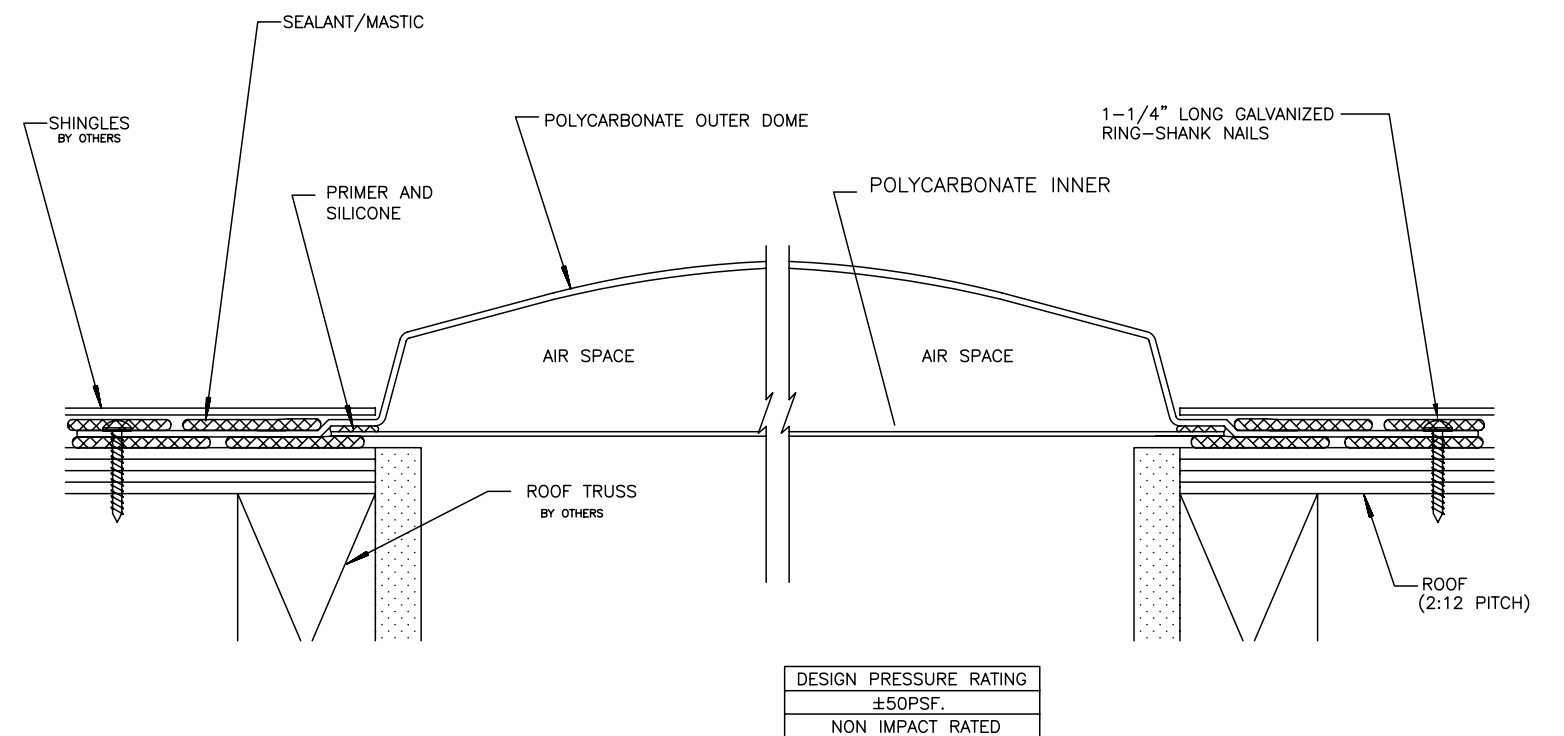 SEALANT/MASTIC
SHINGLES
BY OTHERS
POLYCARBONATE OUTER DOME
1-1/4" LONG GALVANIZED
RING-SHANK NAILS
PRIMER AND
SILICONE
POLYCARBONATE INNER
AIR SPACE
AIR SPACE
ROOF TRUSS
BY OTHERS
ROOF
(2:12 PITCH)
DESIGN PRESSURE RATING
±50PSF.
NON IMPACT RATED